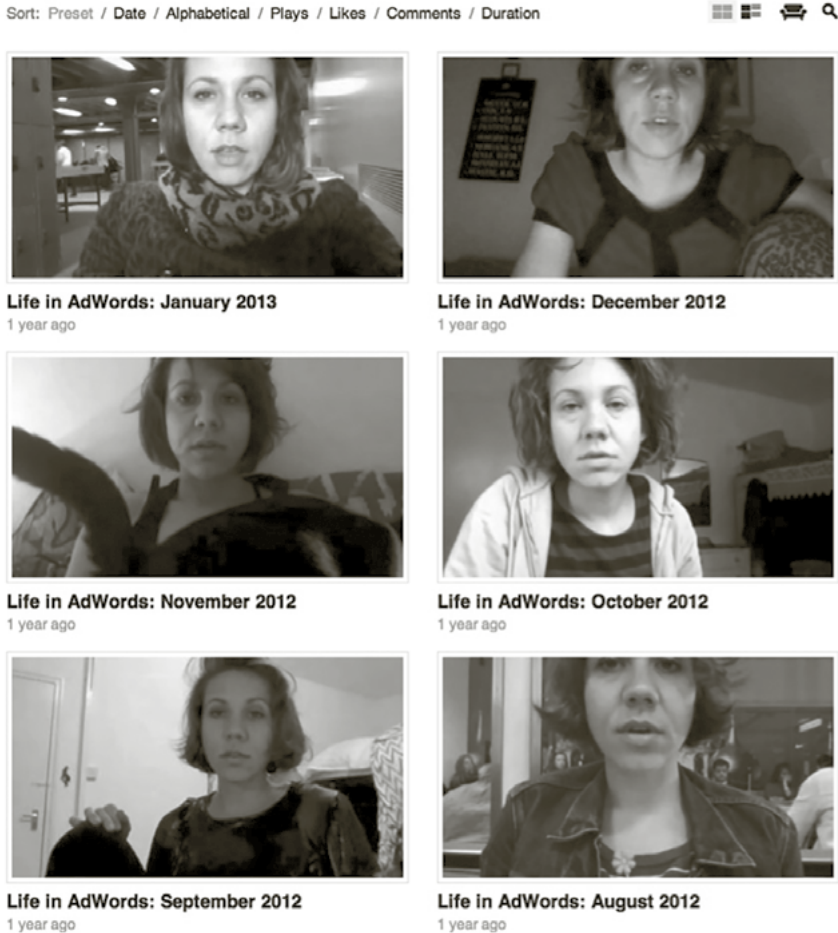 Sort: Preset / Date / Alphabetical / Plays / Likes / Comments / Duration
Life in AdWords: January 2013
1 year ago
Life in AdWords: December 2012
1 year ago
Life in AdWords: November 2012
1 year ago
Life in AdWords: October 2012
1 year ago
Life in AdWords: September 2012
1 year ago
Life in AdWords: August 2012
1 year ago